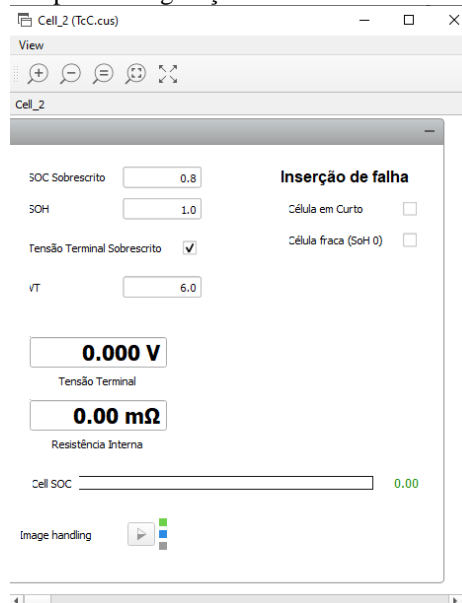 Cell_2 (TcC.cus)
View
Cell_2
SOC Sobrescrito 0.8
SOH 1.0
Tensão Terminal Sobrescrito
VT 6.0
Inserção de falha
Célula em Curto
Célula fraca (SoH 0)
0.000 V
Tensão Terminal
0.00 mΩ
Resistência Interna
Cell SOC 0.00
Image handling